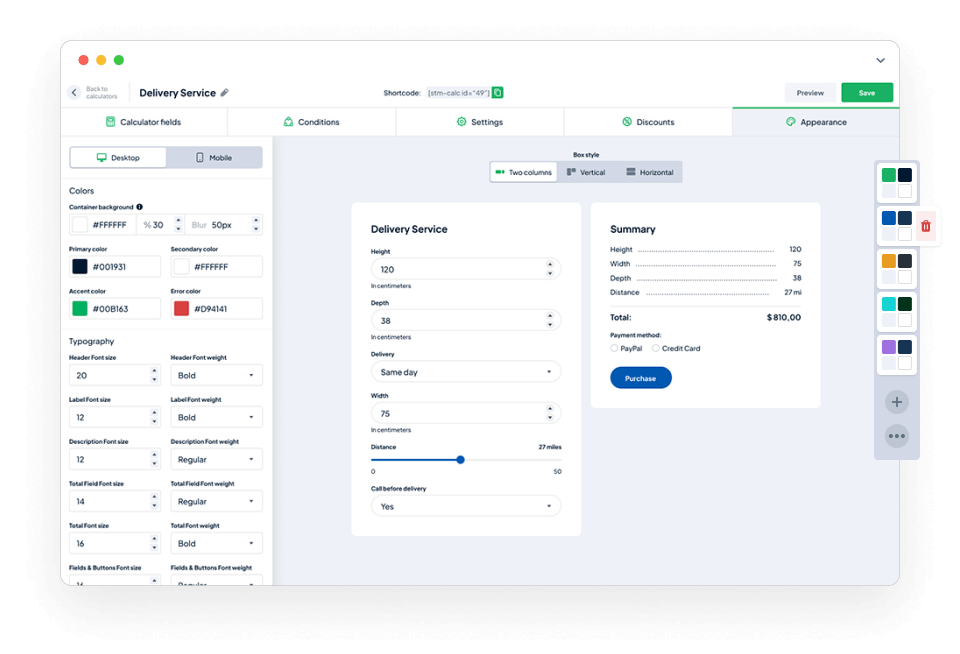 Back to
calculators
Delivery Service
Shortcode: [stm-calc id="49"]
Preview
Save
Calculator fields
Conditions
Settings
Discounts
Appearance
Desktop
Mobile
Colors
Container background
#FFFFFF
% 30
Blur 50px
Primary color
Secondary color
#001931
#FFFFFF
Accent color
Error color
#00B163
#D94141
Typography
Header Font size
Header Font weight
20
Bold
Label Font size
Label Font weight
12
Bold
Description Font size
Description Font weight
12
Regular
Total Field Font size
Total Field Font weight
14
Regular
Total Font size
Total Font weight
16
Bold
Fields & Buttons Font size
Fields & Buttons Font weight
14
Regular
Box style
Two columns
Vertical
Horizontal
Delivery Service
Height
120
In centimeters
Depth
38
In centimeters
Delivery
Same day
Width
75
In centimeters
Distance 27 miles
0 50
Call before delivery
Yes
Summary
Height 120
Width 75
Depth 38
Distance 27 mi
Total: $ 810,00
Payment method:
PayPal
Credit Card
Purchase